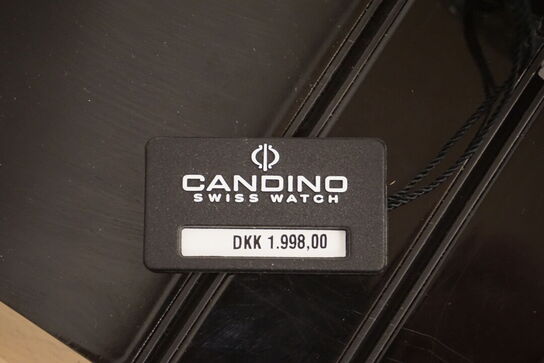 CANDINO
SWISS WATCH
DKK 1.998,00